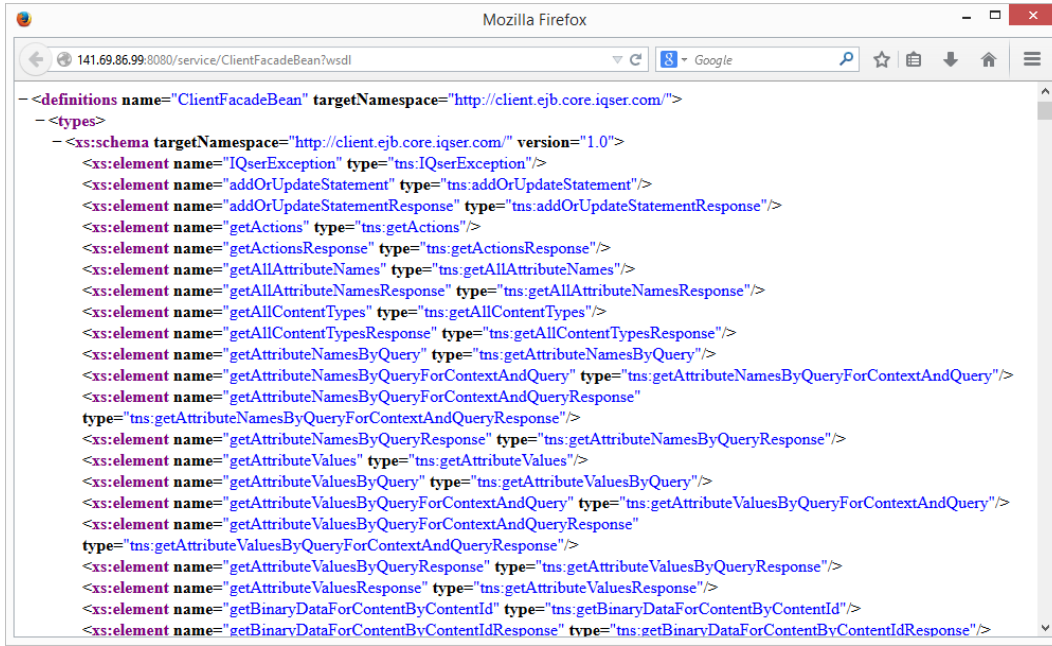 Mozilla Firefox
141.69.86.99:8080/service/ClientFacadeBean?wsdl
Google
− <definitions name="ClientFacadeBean" targetNamespace="http://client.ejb.core.iqser.com/">
− <types>
− <xs:schema targetNamespace="http://client.ejb.core.iqser.com/" version="1.0">
<xs:element name="IQserException" type="tns:IQserException"/>
<xs:element name="addOrUpdateStatement" type="tns:addOrUpdateStatement"/>
<xs:element name="addOrUpdateStatementResponse" type="tns:addOrUpdateStatementResponse"/>
<xs:element name="getActions" type="tns:getActions"/>
<xs:element name="getActionsResponse" type="tns:getActionsResponse"/>
<xs:element name="getAllAttributeNames" type="tns:getAllAttributeNames"/>
<xs:element name="getAllAttributeNamesResponse" type="tns:getAllAttributeNamesResponse"/>
<xs:element name="getAllContentTypes" type="tns:getAllContentTypes"/>
<xs:element name="getAllContentTypesResponse" type="tns:getAllContentTypesResponse"/>
<xs:element name="getAttributeNamesByQuery" type="tns:getAttributeNamesByQuery"/>
<xs:element name="getAttributeNamesByQueryForContextAndQuery" type="tns:getAttributeNamesByQueryForContextAndQuery"/>
<xs:element name="getAttributeNamesByQueryForContextAndQueryResponse"
type="tns:getAttributeNamesByQueryForContextAndQueryResponse"/>
<xs:element name="getAttributeNamesByQueryResponse" type="tns:getAttributeNamesByQueryResponse"/>
<xs:element name="getAttributeValues" type="tns:getAttributeValues"/>
<xs:element name="getAttributeValuesByQuery" type="tns:getAttributeValuesByQuery"/>
<xs:element name="getAttributeValuesByQueryForContextAndQuery" type="tns:getAttributeValuesByQueryForContextAndQuery"/>
<xs:element name="getAttributeValuesByQueryForContextAndQueryResponse"
type="tns:getAttributeValuesByQueryForContextAndQueryResponse"/>
<xs:element name="getAttributeValuesByQueryResponse" type="tns:getAttributeValuesByQueryResponse"/>
<xs:element name="getAttributeValuesResponse" type="tns:getAttributeValuesResponse"/>
<xs:element name="getBinaryDataForContentByContentId" type="tns:getBinaryDataForContentByContentId"/>
<xs:element name="getBinaryDataForContentByContentIdResponse" type="tns:getBinaryDataForContentByContentIdResponse"/>